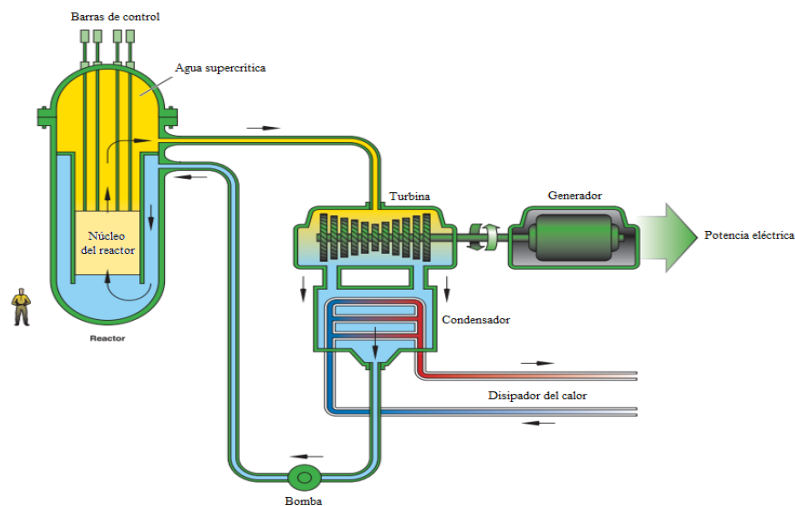 Barras de control
Agua supercrítica
Turbina
Generador
Potencia eléctrica
Núcleo
del reactor
Condensador
Reactor
Disipador del calor
Bomba